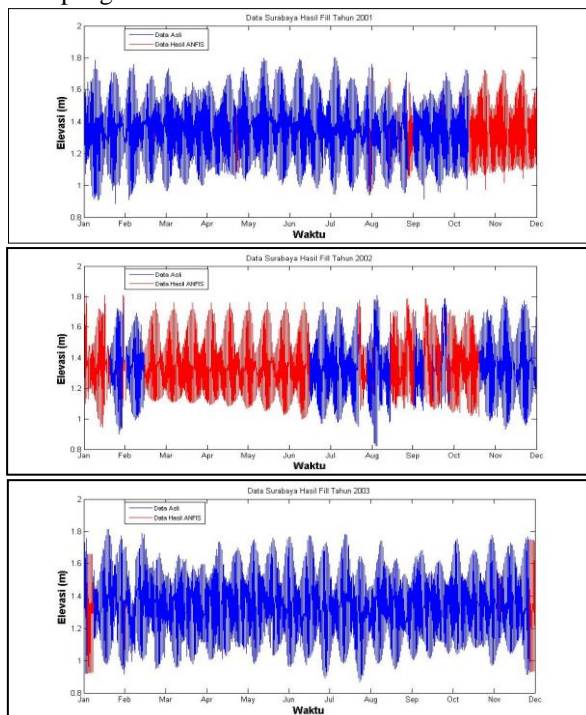 Data Surabaya Hasil Fill Tahun 2001
Data Asli
Data Hasil ANFIS
Elevasi (m)
2
1.8
1.6
1.4
1.2
1
0.8
Jan Feb Mar Apr May Jun Jul Aug Sep Oct Nov Dec
Waktu
Data Surabaya Hasil Fill Tahun 2002
Data Asli
Data Hasil ANFIS
Elevasi (m)
2
1.8
1.6
1.4
1.2
1
0.8
Jan Feb Mar Apr May Jun Jul Aug Sep Oct Nov Dec
Waktu
Data Surabaya Hasil Fill Tahun 2003
Data Asli
Data Hasil ANFIS
Elevasi (m)
2
1.8
1.6
1.4
1.2
1
0.8
Jan Feb Mar Apr May Jun Jul Aug Sep Oct Nov Dec
Waktu